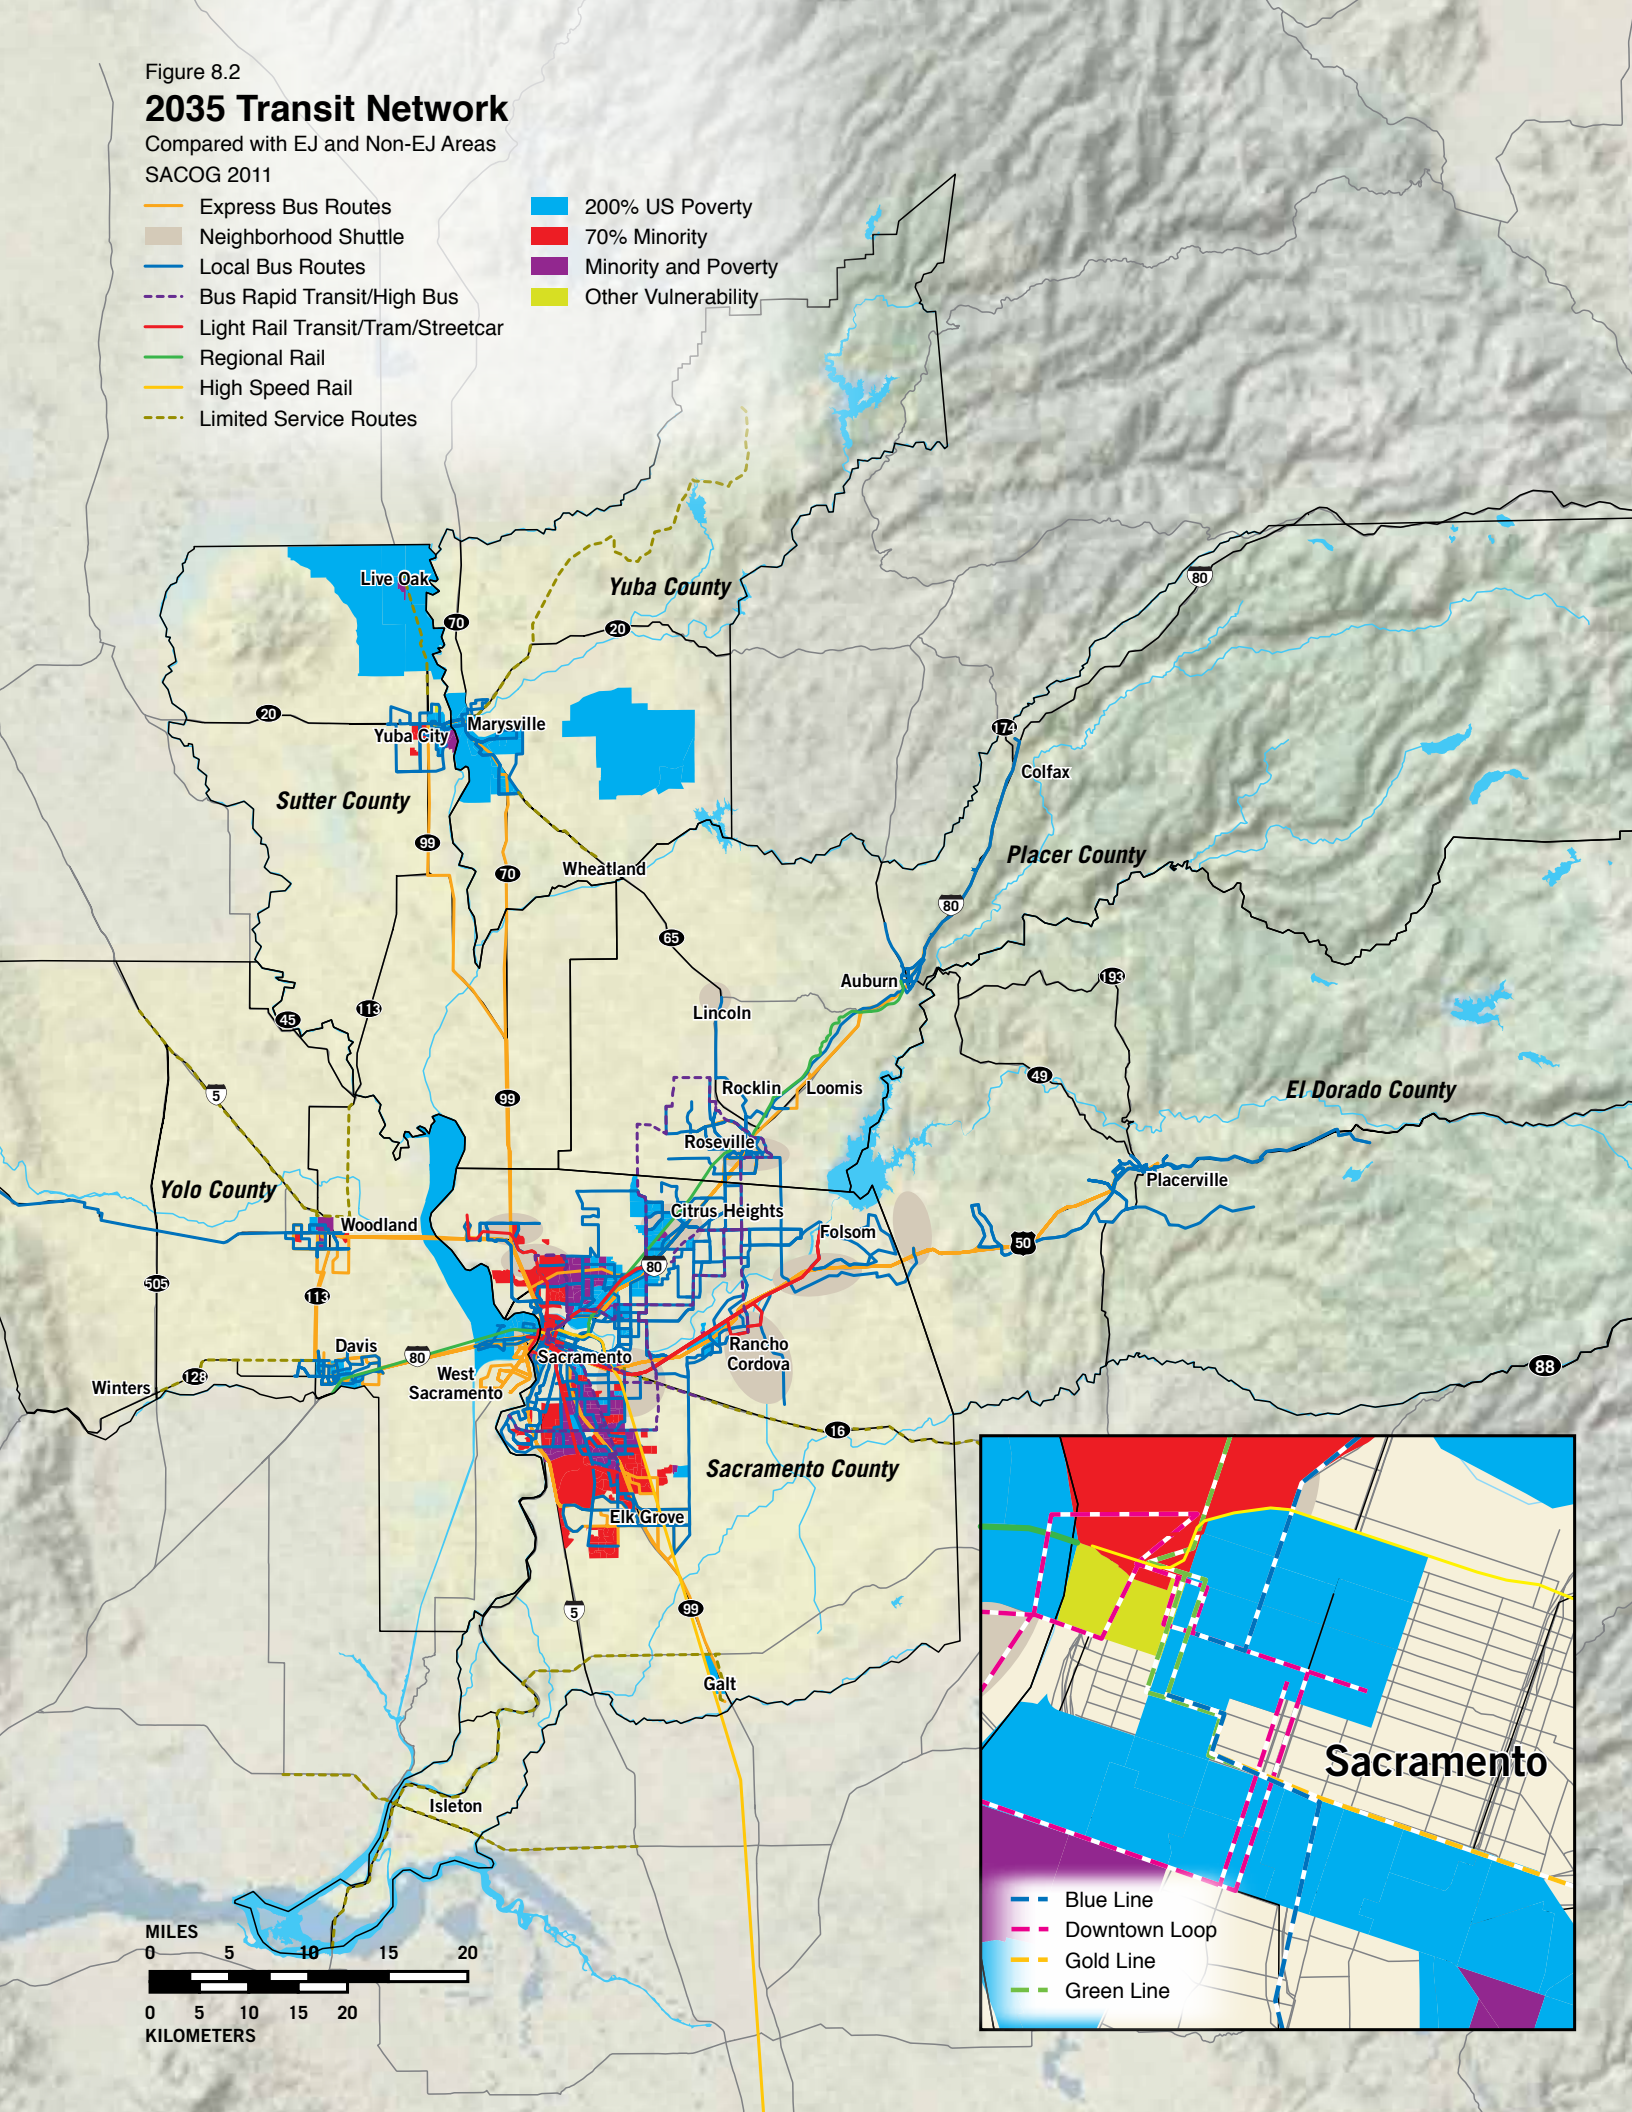 Figure 8.2
2035 Transit Network
Compared with EJ and Non-EJ Areas
SACOG 2011
Express Bus Routes
Neighborhood Shuttle
Local Bus Routes
Bus Rapid Transit/High Bus
Light Rail Transit/Tram/Streetcar
Regional Rail
High Speed Rail
Limited Service Routes
200% US Poverty
70% Minority
Minority and Poverty
Other Vulnerability
Live Oak
Yuba County
80
70
20
20
Marysville
Yuba City
174
Colfax
Sutter County
99
Placer County
70
Wheatland
80
65
Auburn
193
113
45
Lincoln
49
5
Rocklin
Loomis
El Dorado County
99
Roseville
Placerville
Yolo County
Citrus Heights
Woodland
Folsom
50
80
505
113
Davis
80
Sacramento
Rancho
Cordova
West
Sacramento
Winters
128
88
16
Sacramento County
Elk Grove
5
99
Galt
Isleton
Sacramento
Blue Line
Downtown Loop
Gold Line
Green Line
MILES
0 5 10 15 20
0 5 10 15 20
KILOMETERS